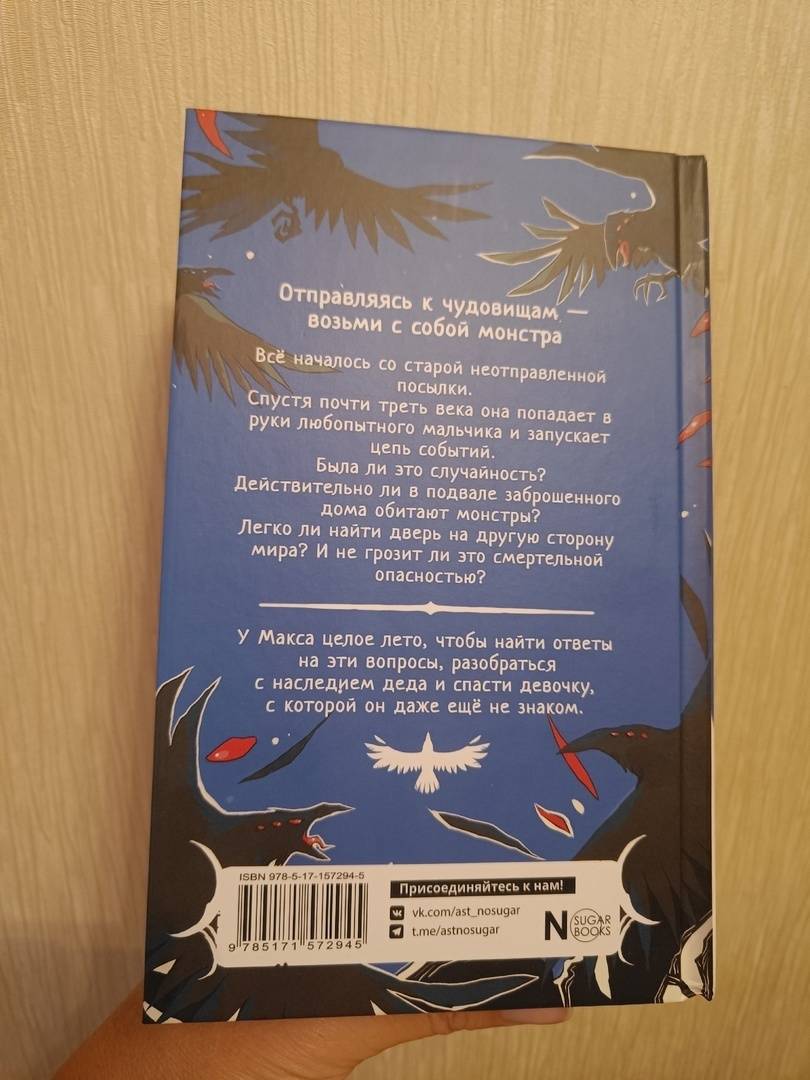 Отправляясь к чудовищам —
возьми с собой монстра
Всё началось со старой неотправленной
посылки.
Спустя почти треть века она попадает в
руки любопытного мальчика и запускает
цепь событий.
Была ли это случайность?
Действительно ли в подвале заброшенного
дома обитают монстры?
Легко ли найти дверь на другую сторону
мира? И не грозит ли это смертельной
опасностью?
У Макса целое лето, чтобы найти ответы
на эти вопросы, разобраться
с наследием деда и спасти девочку,
с которой он даже ещё не знаком.
ISBN 978-5-17-157294-5
9 785171 572945
Присоединяйтесь к нам!
vk.com/ast_nosugar
t.me/astnosugar
N SUGAR
BOOKS